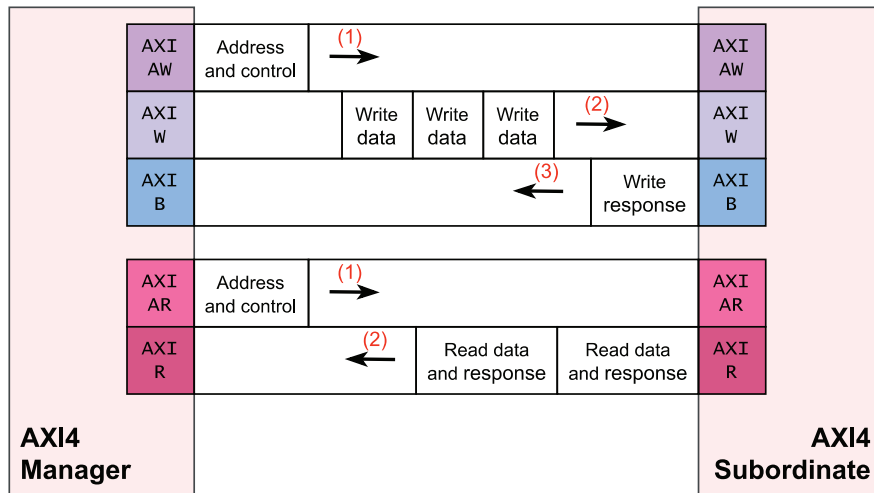 AXI
AW
Address
and control
(1)
AXI
AW
AXI
W
Write
data
Write
data
Write
data
(2)
AXI
W
AXI
B
(3)
Write
response
AXI
B
AXI
AR
Address
and control
(1)
AXI
AR
AXI
R
(2)
Read data
and response
Read data
and response
AXI
R
AXI4
Manager
AXI4
Subordinate